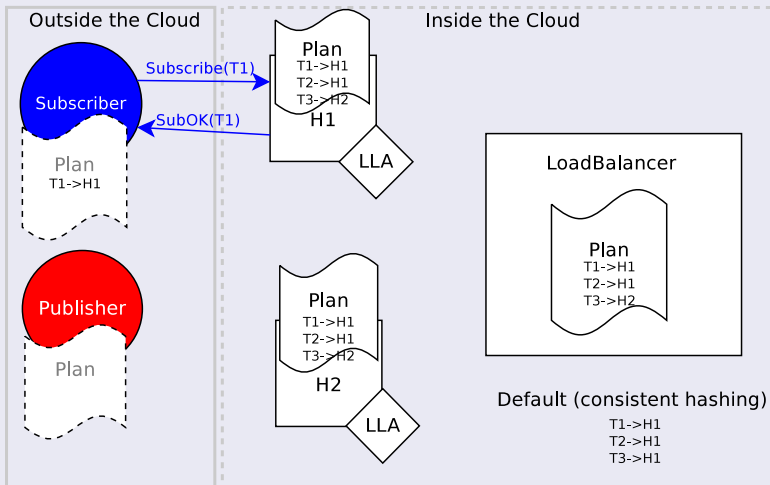 Outside the Cloud
Inside the Cloud
Subscriber
Plan
T1->H1
Subscribe(T1)
SubOK(T1)
Plan
T1->H1
T2->H1
T3->H2
H1
LLA
LoadBalancer
Plan
T1->H1
T2->H1
T3->H2
Publisher
Plan
Plan
T1->H1
T2->H1
T3->H2
H2
LLA
Default (consistent hashing)
T1->H1
T2->H1
T3->H1